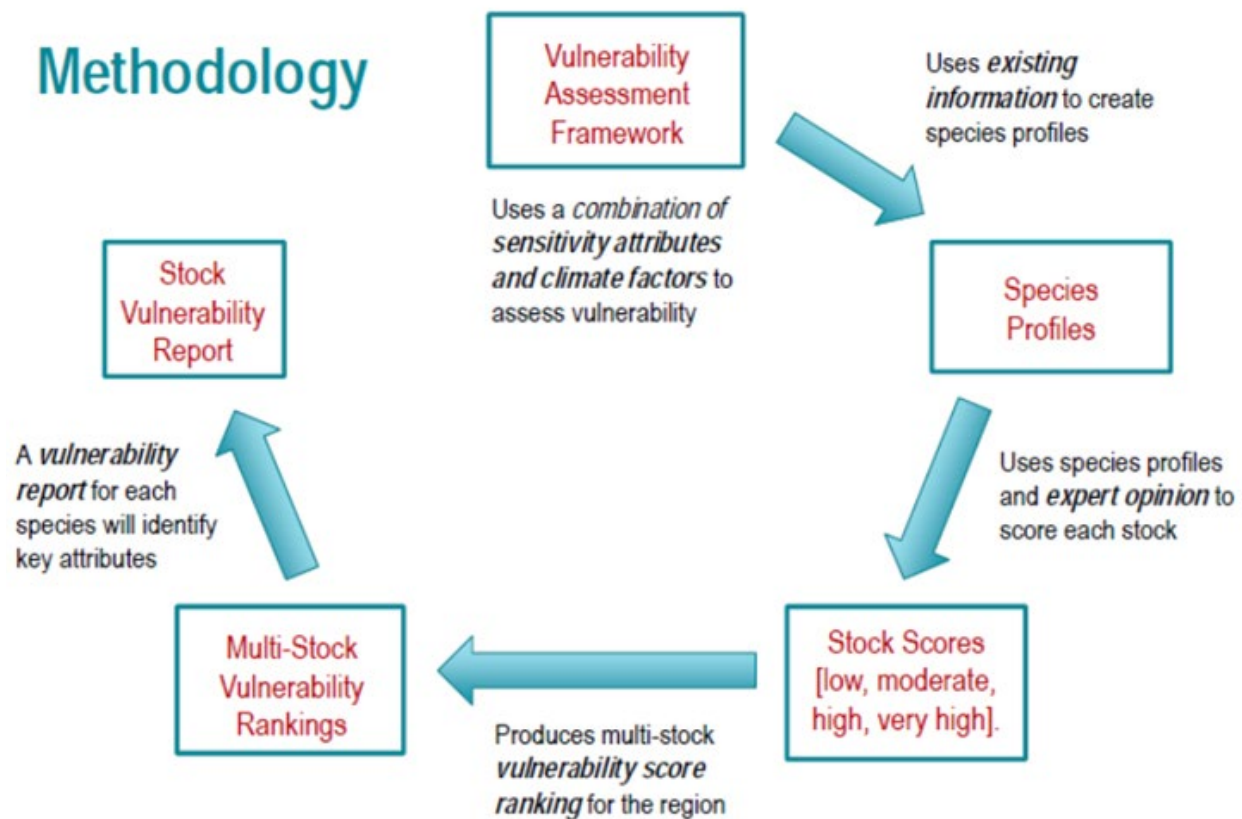 Methodology
Vulnerability
Assessment
Framework
Uses a combination of
sensitivity attributes
and climate factors to
assess vulnerability
Uses existing
information to create
species profiles
Species
Profiles
Uses species profiles
and expert opinion to
score each stock
Stock Scores
[low, moderate,
high, very high].
Produces multi-stock
vulnerability score
ranking for the region
Multi-Stock
Vulnerability
Rankings
A vulnerability
report for each
species will identify
key attributes
Stock
Vulnerability
Report